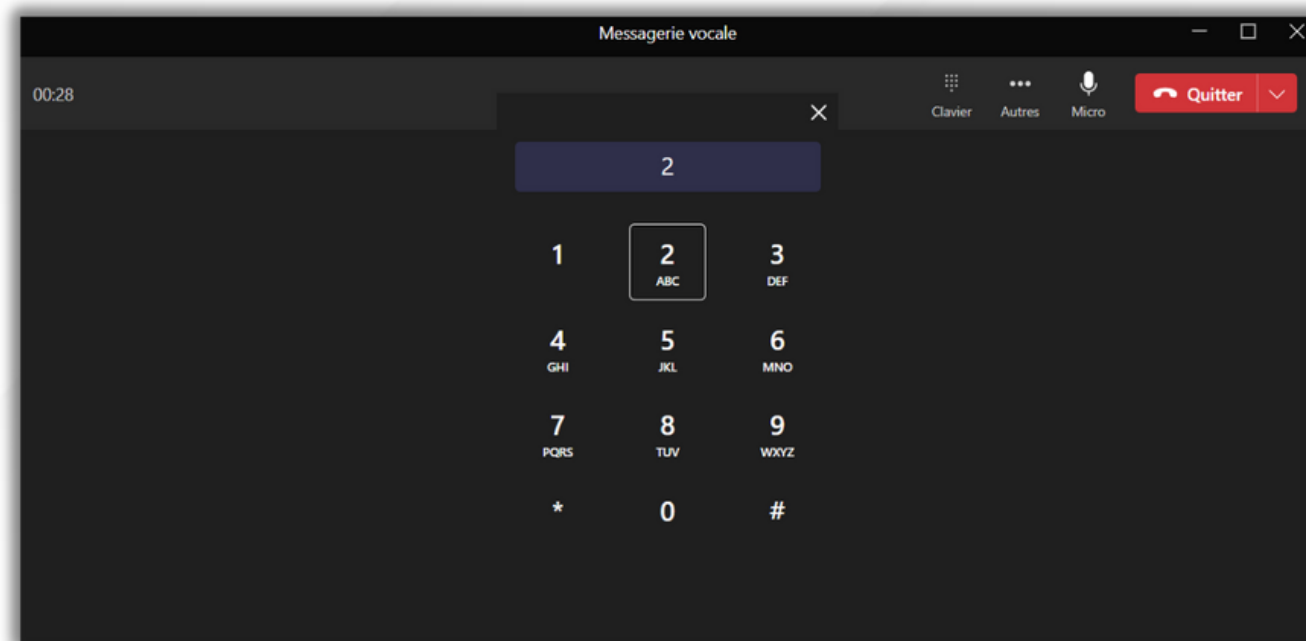 Messagerie vocale
00:28
Clavier
Autres
Micro
Quitter
2
1 2 3
ABC DEF
4 5 6
GHI JKL MNO
7 8 9
PQRS TUV WXYZ
* 0 #